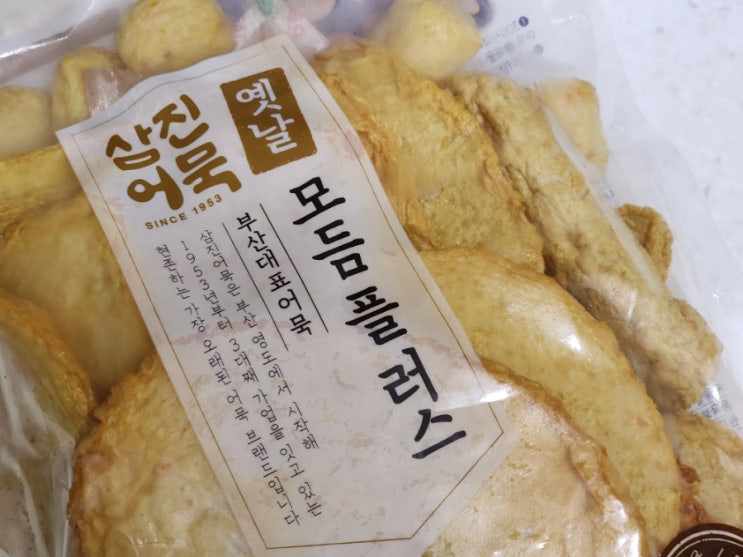 삼진
어묵
SINCE 1953
옛날
모듬 플러스
부산대표어묵
삼진어묵은 부산 영도에서 시작해
1953년부터 3대째 가업을 잇고 있는
현존하는 가장 오래된 어묵 브랜드입니다